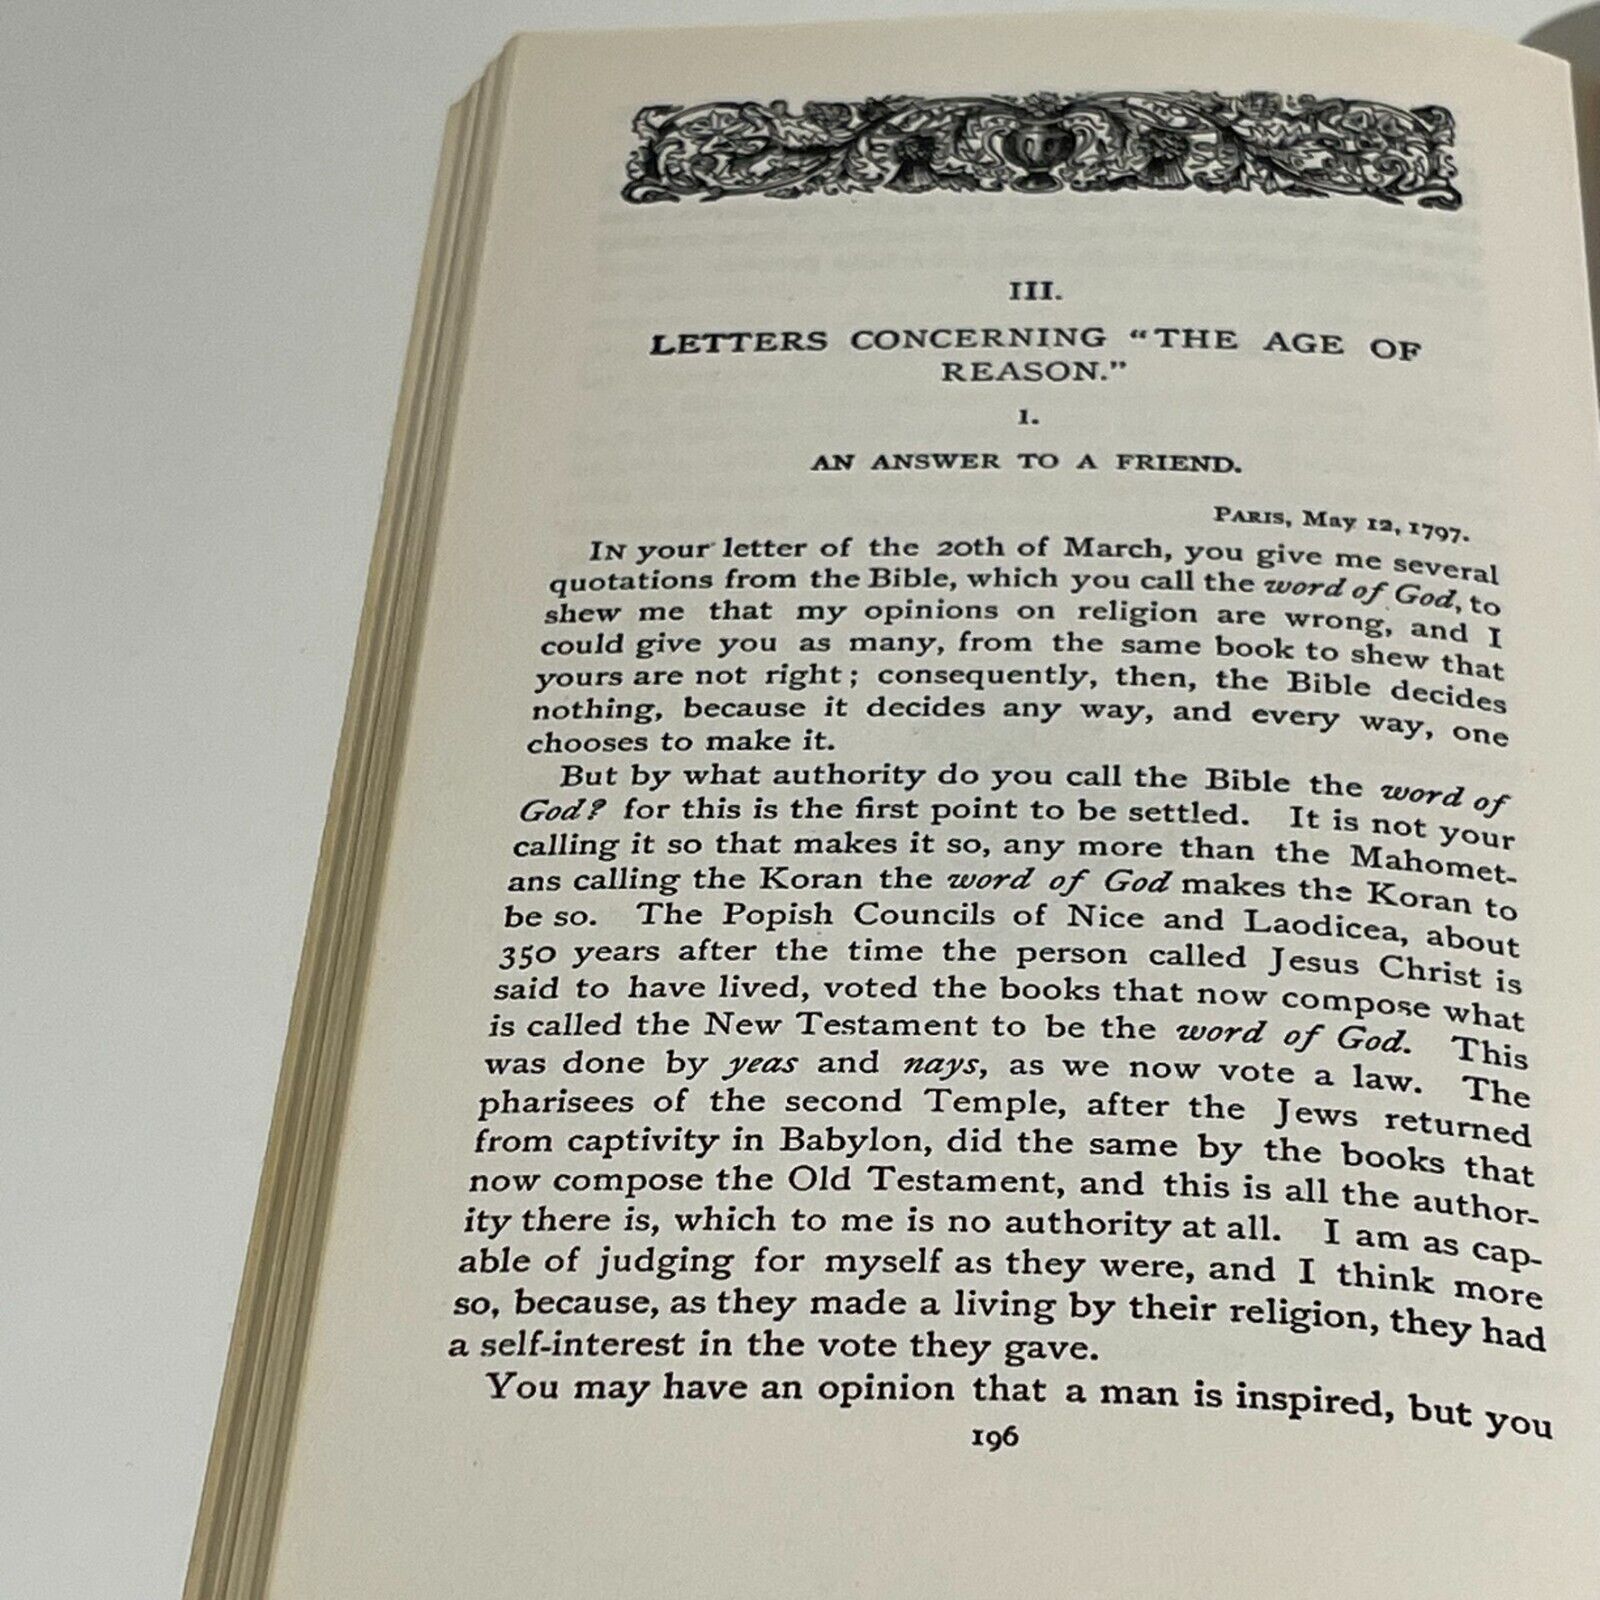 III.
LETTERS CONCERNING “THE AGE OF
REASON.”
1.
AN ANSWER TO A FRIEND.
PARIS, May 12, 1797.
IN your letter of the 20th of March, you give me several
quotations from the Bible, which you call the word of God, to
shew me that my opinions on religion are wrong, and I
could give you as many, from the same book to shew that
yours are not right ; consequently, then, the Bible decides
nothing, because it decides any way, and every way, one
chooses to make it.
But by what authority do you call the Bible the word of
God? for this is the first point to be settled. It is not your
calling it so that makes it so, any more than the Mahomet-
ans calling the Koran the word of God makes the Koran to
be so. The Popish Councils of Nice and Laodicea, about
350 years after the time the person called Jesus Christ is
said to have lived, voted the books that now compose what
is called the New Testament to be the word of God. This
was done by yeas and nays, as we now vote a law. The
pharisees of the second Temple, after the Jews returned
from captivity in Babylon, did the same by the books that
now compose the Old Testament, and this is all the author-
ity there is, which to me is no authority at all. I am as cap-
able of judging for myself as they were, and I think more
so, because, as they made a living by their religion, they had
a self-interest in the vote they gave.
You may have an opinion that a man is inspired, but you
196